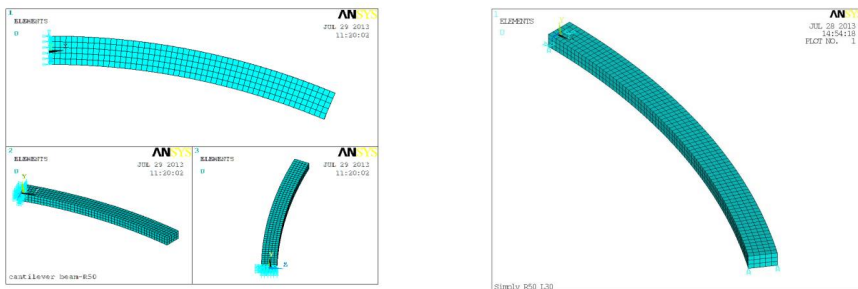 1
ELEMENTS
U
ANSYS
JUL 29 2013
11:20:02
2
ELEMENTS
U
ANSYS
JUL 29 2013
11:20:02
cantilever beam-R50
3
ELEMENTS
U
ANSYS
JUL 29 2013
11:20:02
1
ELEMENTS
U
ANSYS
JUL 28 2013
14:54:18
PLOT NO. 1
Simply R50 L30